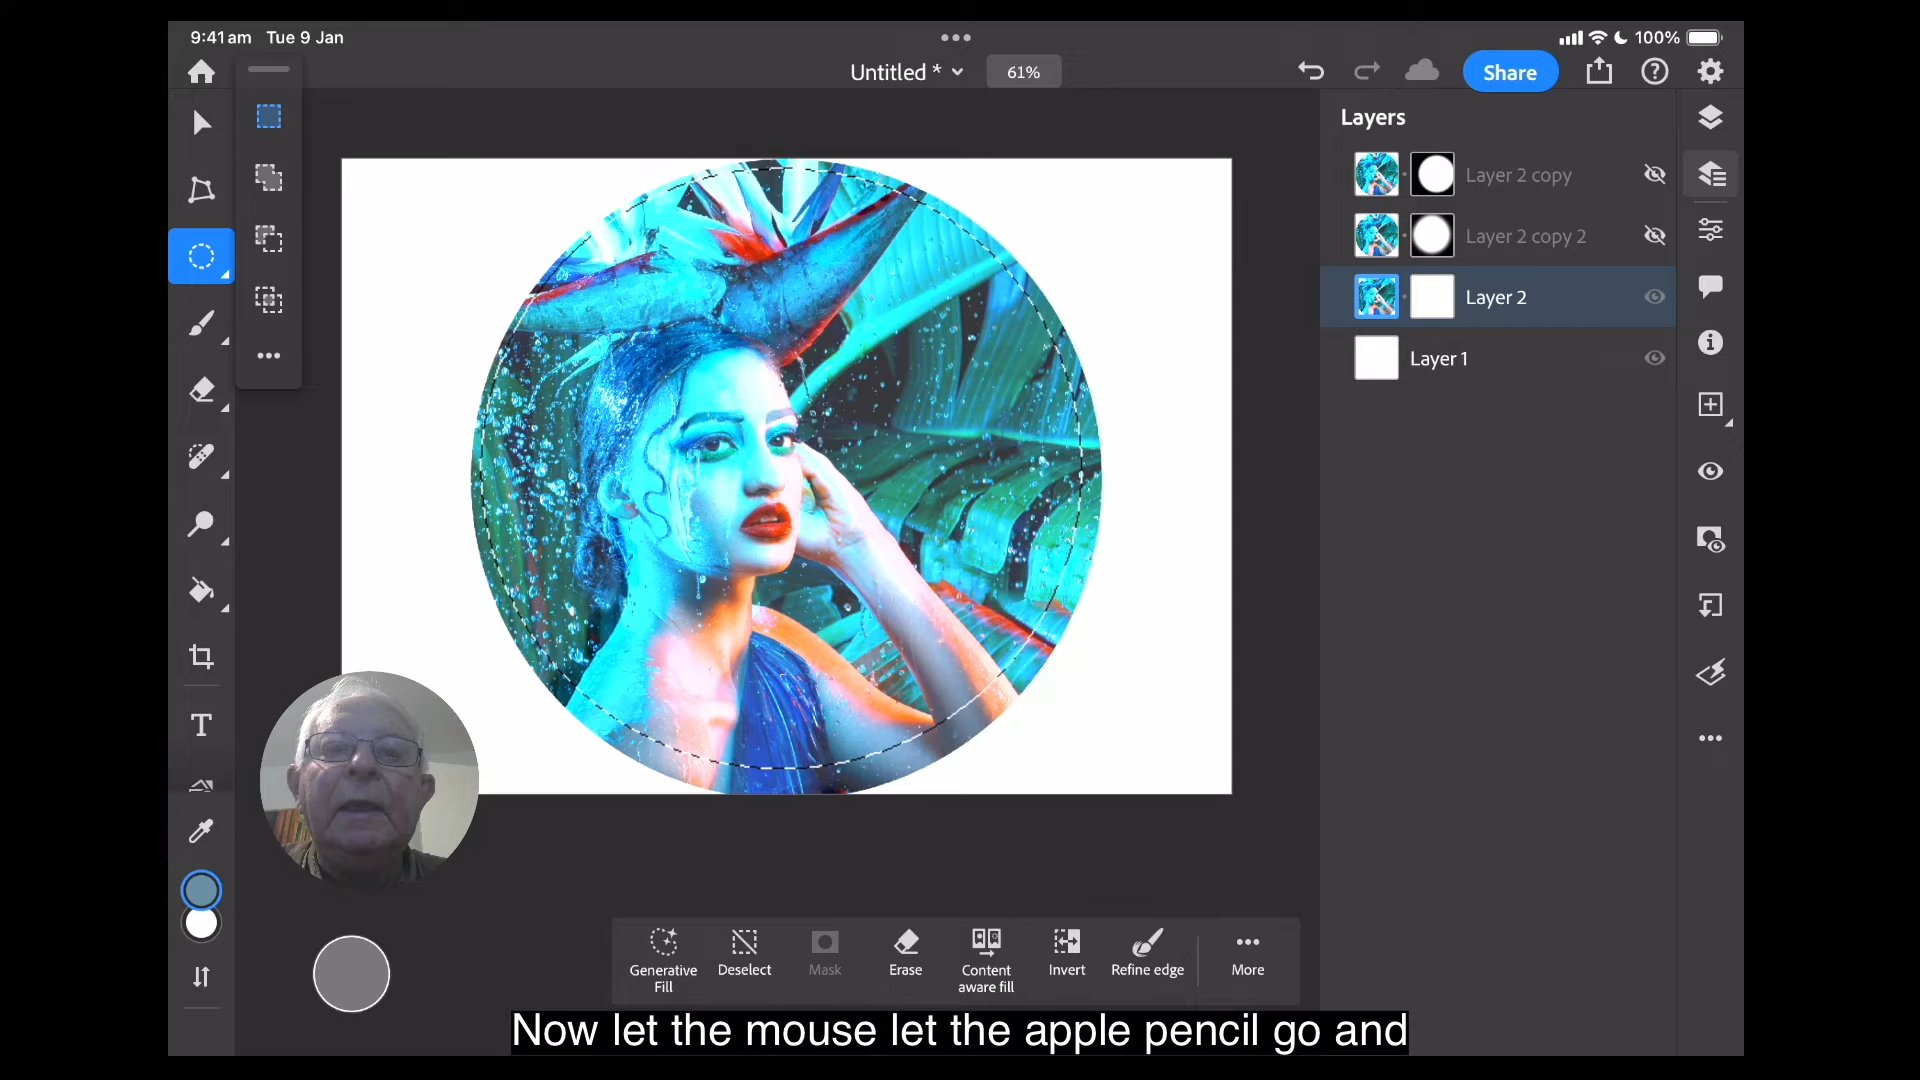 9:41am Tue 9 Jan
100%
Untitled *
61%
Share
Layers
Layer 2 copy
Layer 2 copy 2
Layer 2
Layer 1
T
Generative Fill
Deselect
Mask
Erase
Content aware fill
Invert
Refine edge
More
Now let the mouse let the apple pencil go and